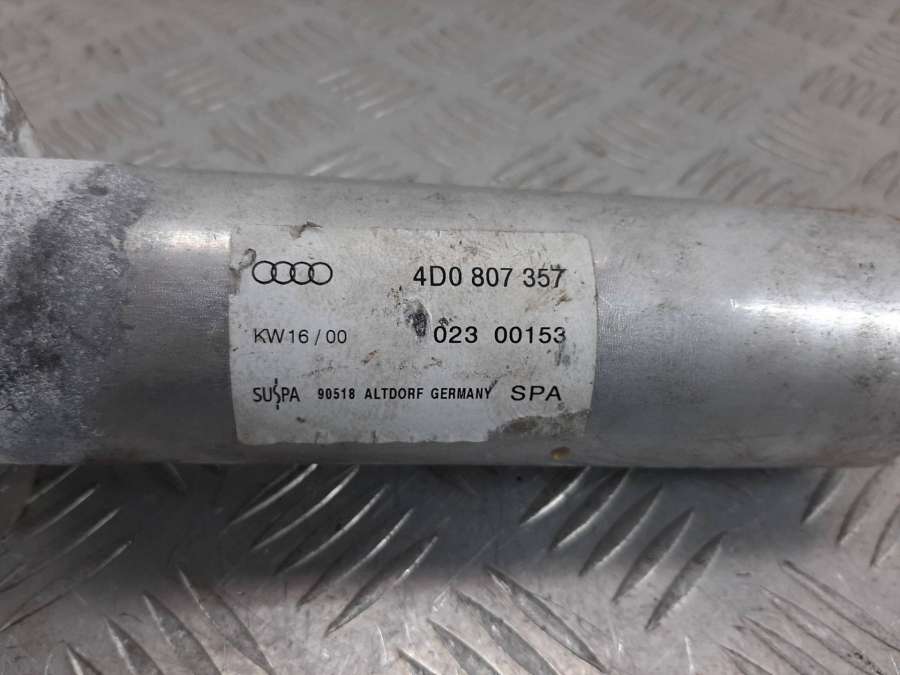 4D0 807 357
KW16/00 023 00153
SUSPA 90518 ALTDORF GERMANY SPA